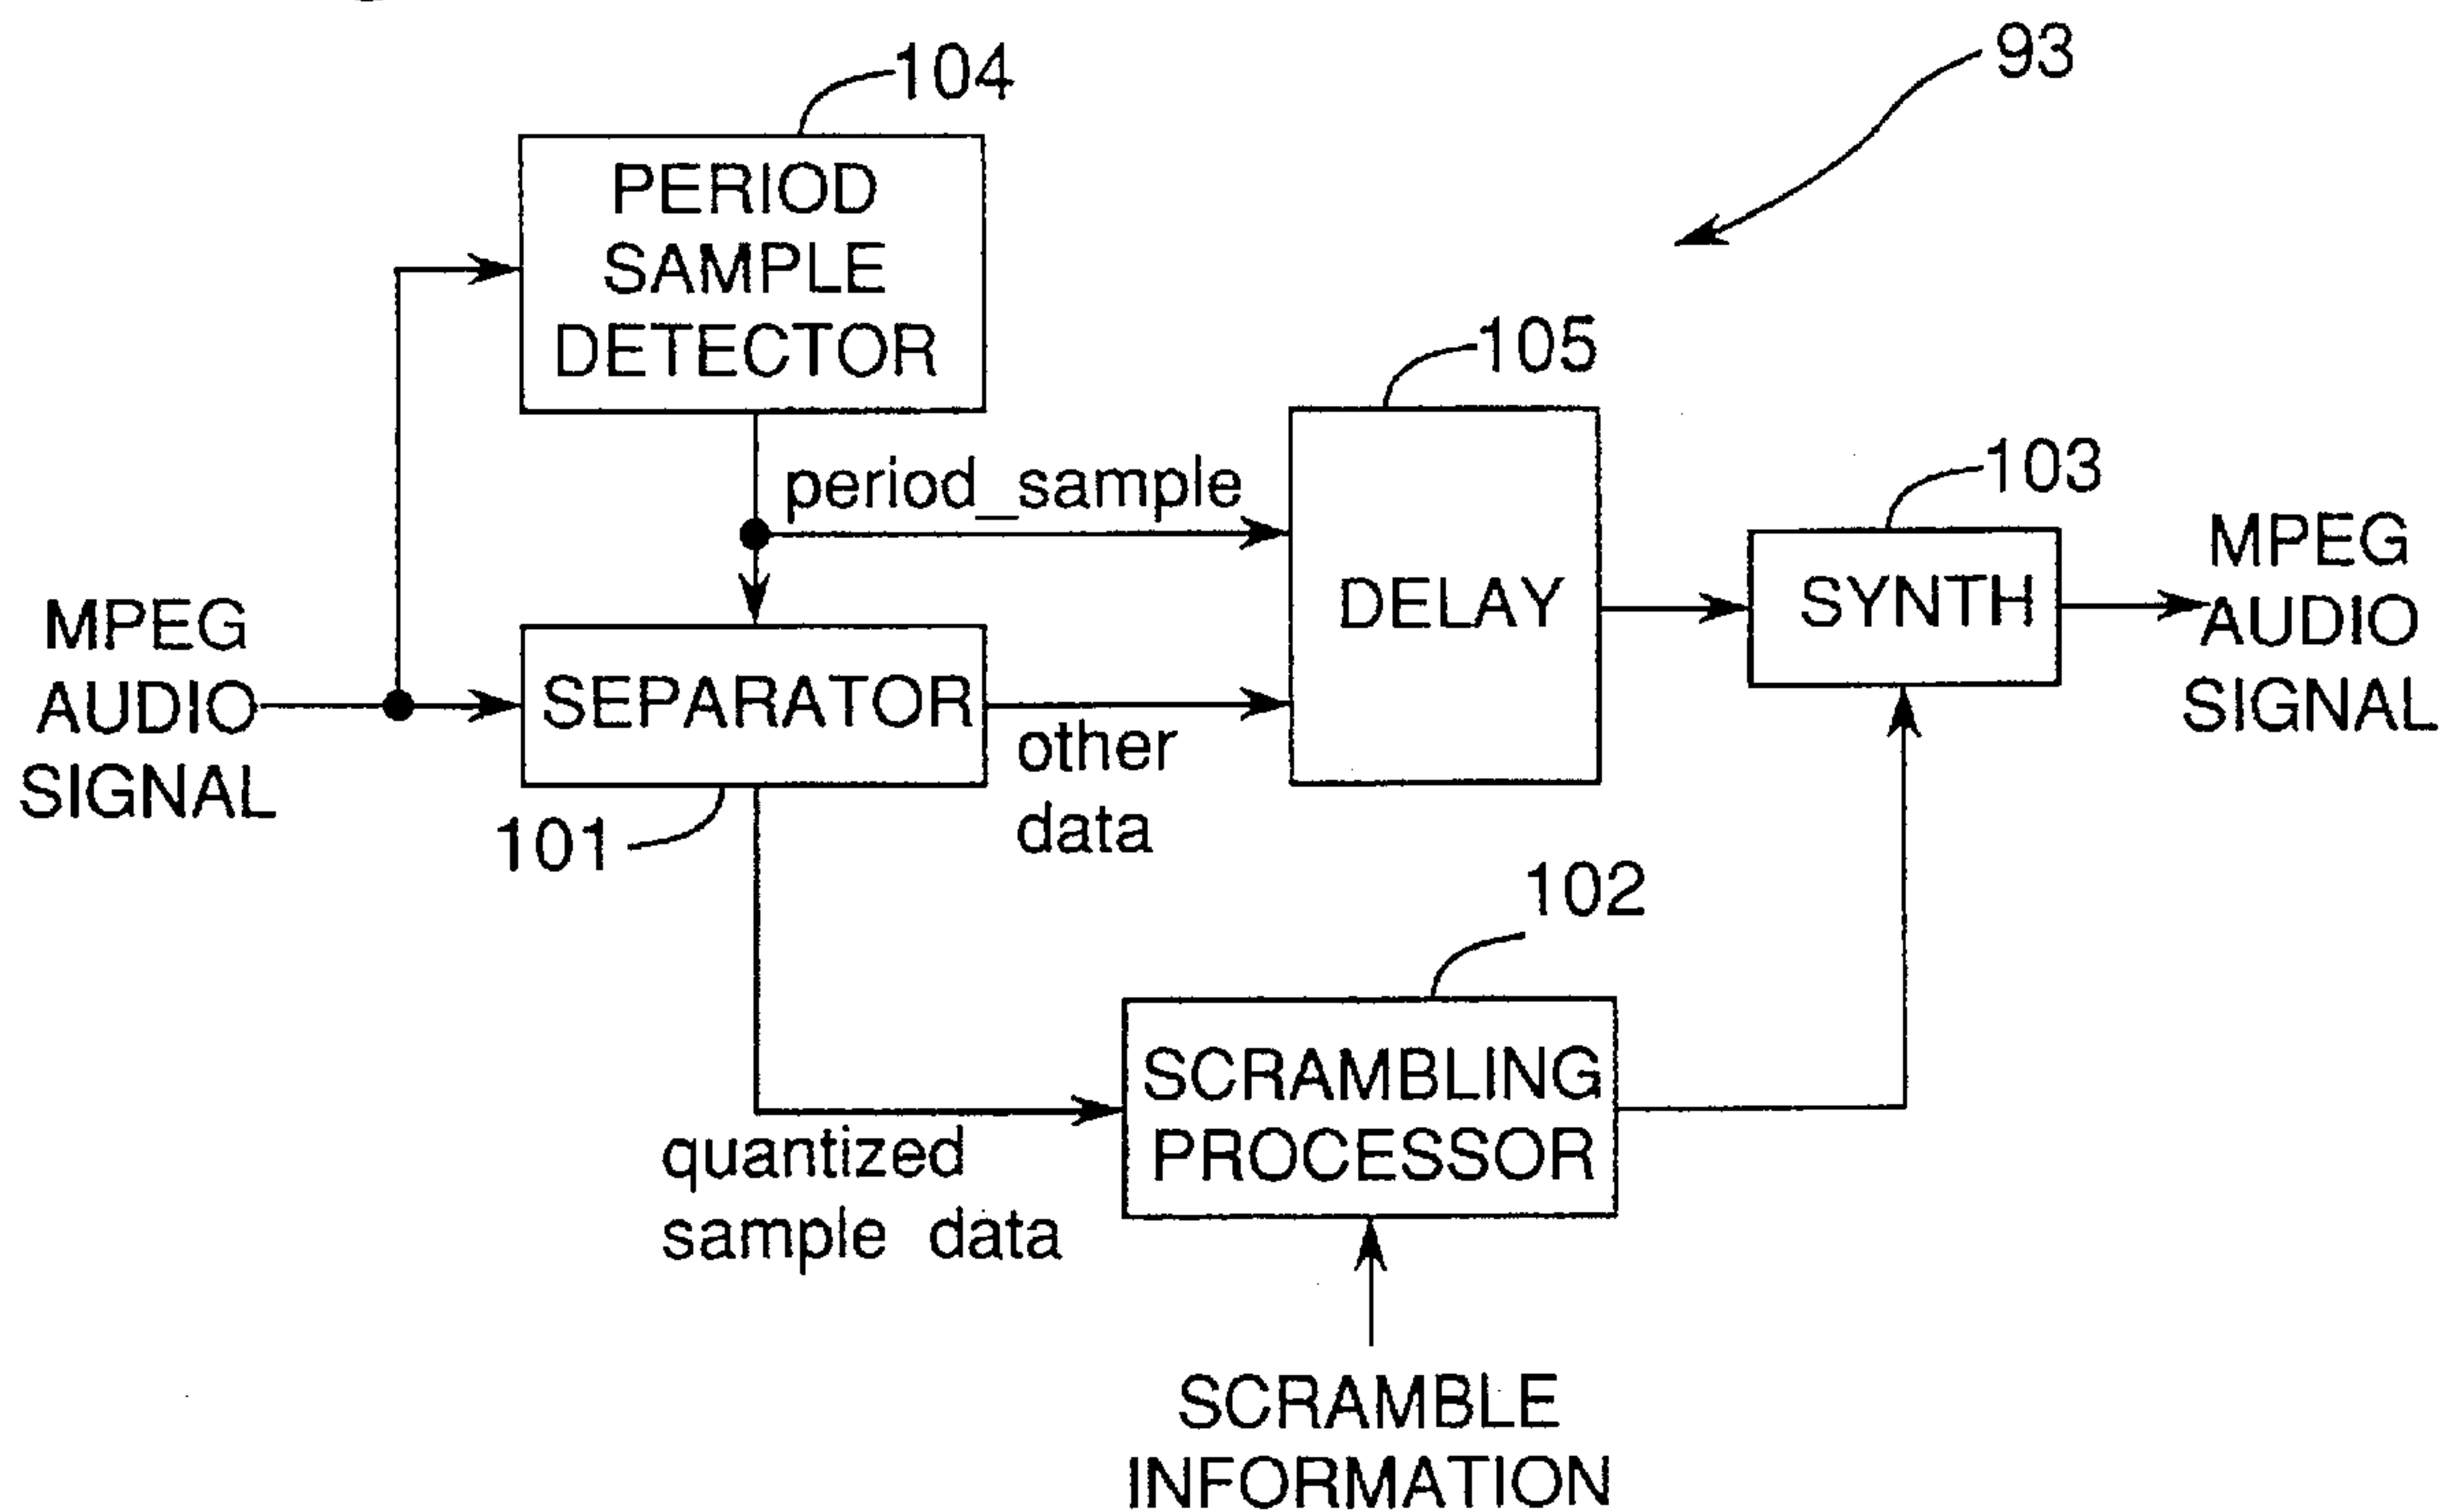 93
104
PERIOD
SAMPLE
DETECTOR
105
period_sample
103
MPEG
AUDIO
SIGNAL
SEPARATOR
101
other
data
DELAY
SYNTH
MPEG
AUDIO
SIGNAL
102
SCRAMBLING
PROCESSOR
quantized
sample data
SCRAMBLE
INFORMATION